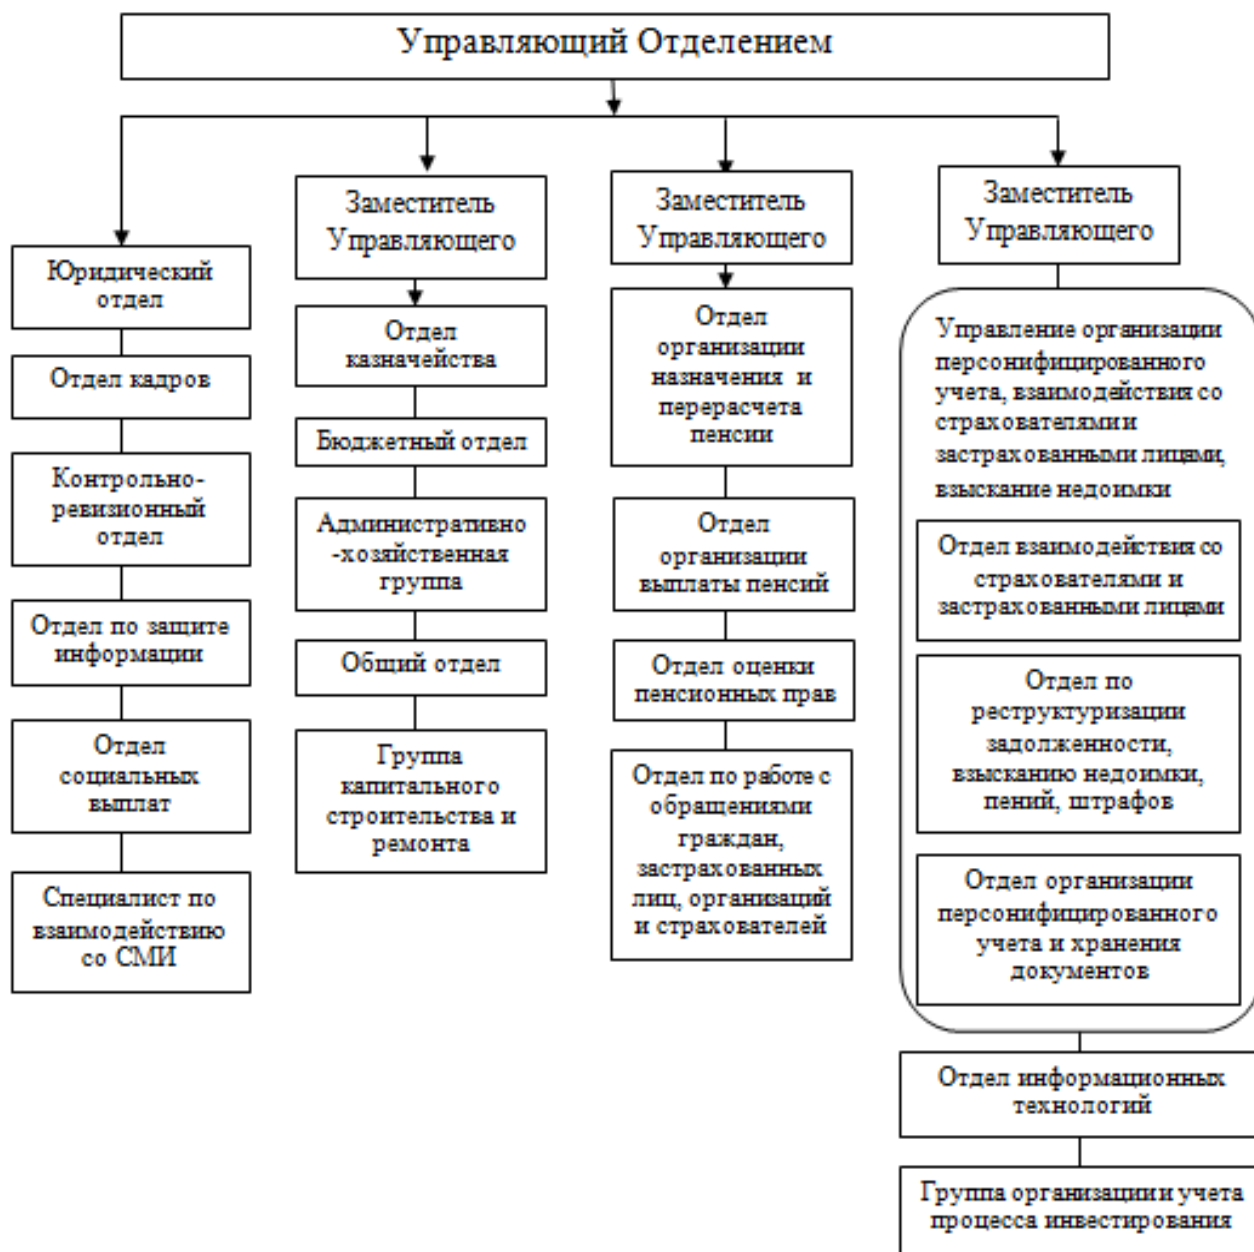 Управляющий Отделением
Юридический
отдел
Отдел кадров
Контрольно-
ревизионный
отдел
Отдел по защите
информации
Отдел
социальных
выплат
Специалист по
взаимодействию
со СМИ
Заместитель
Управляющего
Отдел
казначейства
Бюджетный отдел
Административно
-хозяйственная
группа
Общий отдел
Группа
капитального
строительства и
ремонта
Заместитель
Управляющего
Отдел
организации
назначения и
перерасчета
пенсии
Отдел
организации
выплаты пенсий
Отдел оценки
пенсионных прав
Отдел по работе с
обращениями
граждан,
застрахованных
лиц, организаций
и страхователей
Заместитель
Управляющего
Управление организации
персонифицированного
учета, взаимодействия со
страхователями и
застрахованными лицами,
взыскание недоимки
Отдел взаимодействия со
страхователями и
застрахованными лицами
Отдел по
реструктуризации
задолженности,
взысканию недоимки,
пений, штрафов
Отдел организации
персонифицированного
учета и хранения
документов
Отдел информационных
технологий
Группа организации и учета
процесса инвестирования